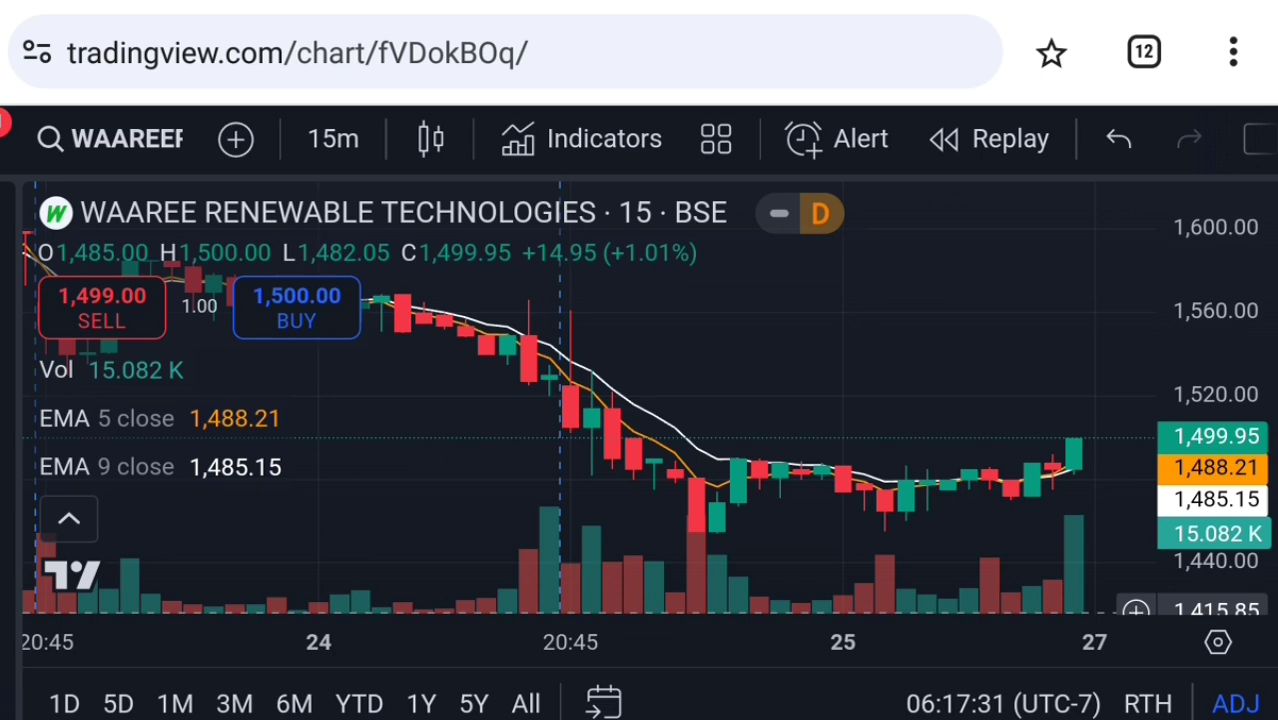 tradingview.com/chart/fVDokBOq/ 12
WAAREEF 15m Indicators Alert Replay
WAAREE RENEWABLE TECHNOLOGIES · 15 · BSE D
O1,485.00 H1,500.00 L1,482.05 C1,499.95 +14.95 (+1.01%)
1,499.00 SELL 1.00 1,500.00 BUY
Vol 15.082 K
EMA 5 close 1,488.21
EMA 9 close 1,485.15
1,600.00
1,560.00
1,520.00
1,499.95
1,488.21
1,485.15
15.082 K
1,440.00
1,415.85
20:45 24 20:45 25 27
1D 5D 1M 3M 6M YTD 1Y 5Y All 06:17:31 (UTC-7) RTH ADJ